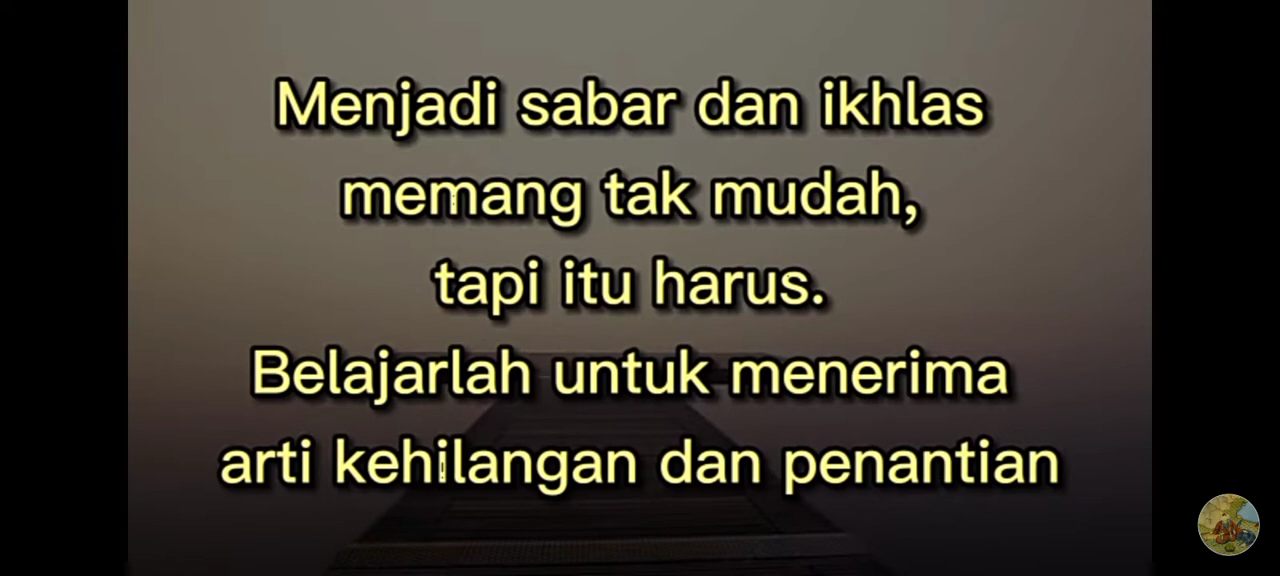 Menjadi sabar dan ikhlas
memang tak mudah,
tapi itu harus.
Belajarlah untuk menerima
arti kehilangan dan penantian